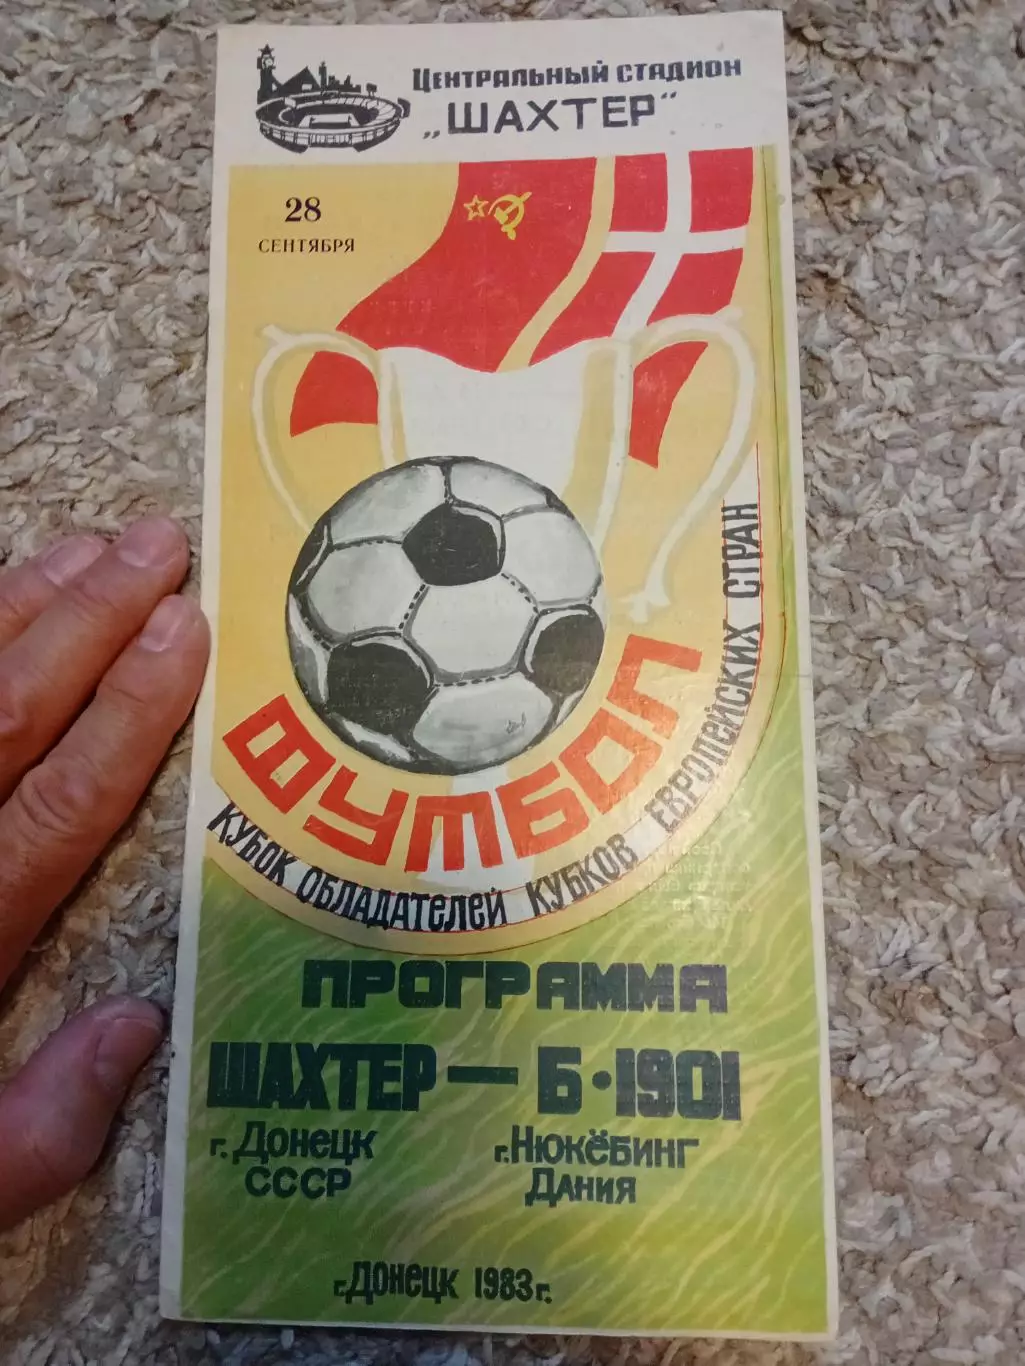 ЦЕНТРАЛЬНЫЙ СТАДИОН
„ШАХТЕР"
28
СЕНТЯБРЯ
ФУТБОЛ
КУБОК ОБЛАДАТЕЛЕЙ КУБКОВ ЕВРОПЕЙСКИХ СТРАН
ПРОГРАММА
ШАХТЕР — Б·1901
г. ДОНЕЦК г. НЮКЁБИНГ
СССР ДАНИЯ
г. ДОНЕЦК 1983 г.